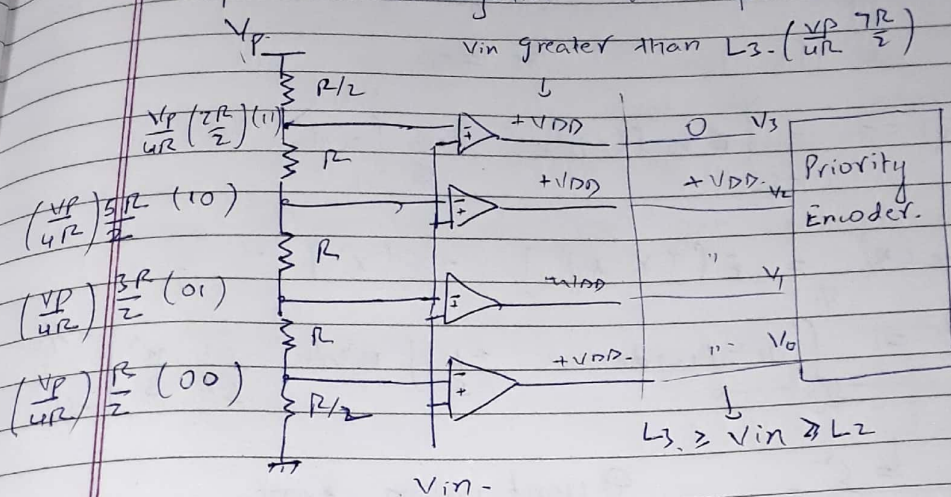 Vin greater than L3 - (VP/4R 7R/2)
Vp
R/2
VP/4R (7R/2) (11)
- + +VDD 0 V3
R
Priority
Encoder.
(VP/4R) 5R/2 (10)
- + +VDD +VDD. V2
R
(VP/4R) 3R/2 (01)
+VDD " V1
R
(VP/4R) R/2 (00)
- + +VDD - " - V0
R/2
L3 ≥ Vin ≥ L2
Vin -